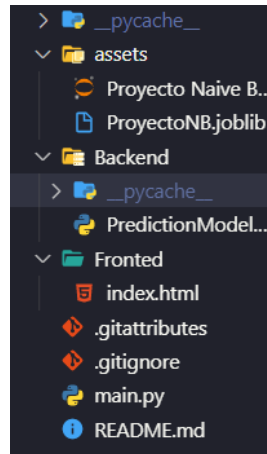 __pycache__
assets
Proyecto Naive B...
ProyectoNB.joblib
Backend
__pycache__
PredictionModel...
Fronted
index.html
.gitattributes
.gitignore
main.py
README.md